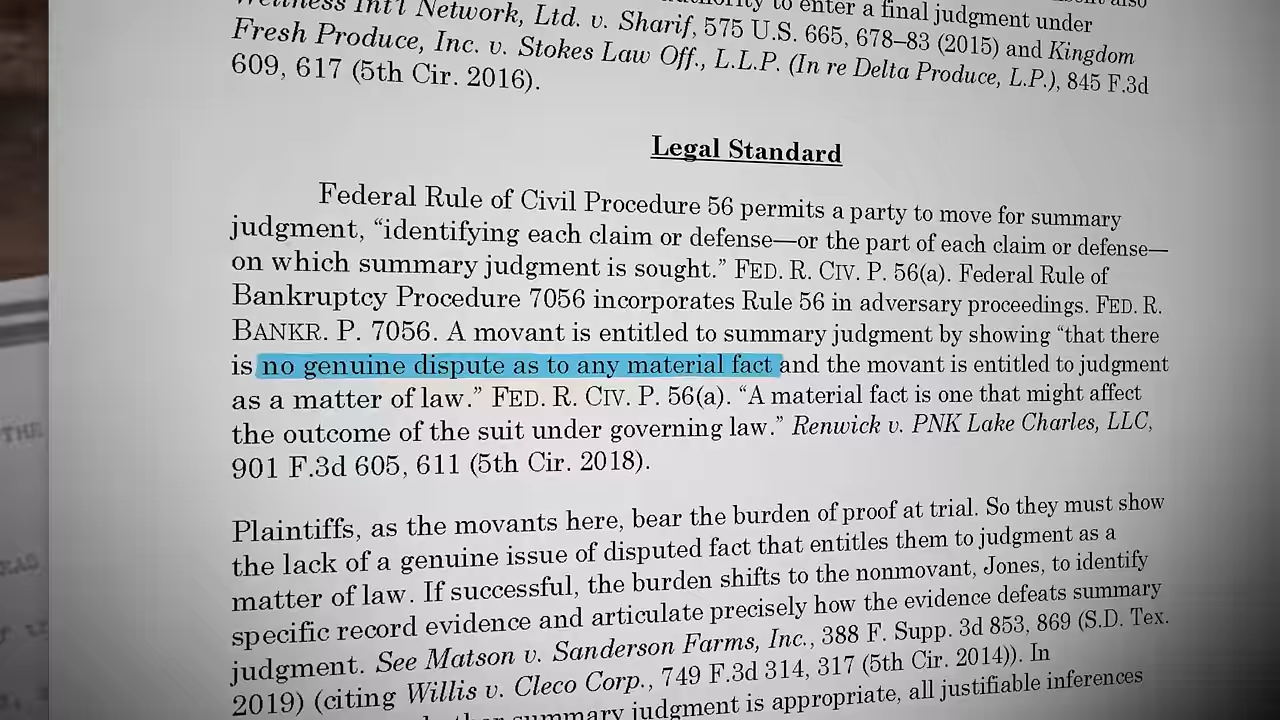 to enter a final judgment under
Wellness Int'l Network, Ltd. v. Sharif, 575 U.S. 665, 678–83 (2015) and Kingdom
Fresh Produce, Inc. v. Stokes Law Off., L.L.P. (In re Delta Produce, L.P.), 845 F.3d
609, 617 (5th Cir. 2016).
Legal Standard
Federal Rule of Civil Procedure 56 permits a party to move for summary
judgment, “identifying each claim or defense—or the part of each claim or defense—
on which summary judgment is sought.” FED. R. CIV. P. 56(a). Federal Rule of
Bankruptcy Procedure 7056 incorporates Rule 56 in adversary proceedings. FED. R.
BANKR. P. 7056. A movant is entitled to summary judgment by showing “that there
is no genuine dispute as to any material fact and the movant is entitled to judgment
as a matter of law.” FED. R. CIV. P. 56(a). “A material fact is one that might affect
the outcome of the suit under governing law.” Renwick v. PNK Lake Charles, LLC,
901 F.3d 605, 611 (5th Cir. 2018).
Plaintiffs, as the movants here, bear the burden of proof at trial. So they must show
the lack of a genuine issue of disputed fact that entitles them to judgment as a
matter of law. If successful, the burden shifts to the nonmovant, Jones, to identify
specific record evidence and articulate precisely how the evidence defeats summary
judgment. See Matson v. Sanderson Farms, Inc., 388 F. Supp. 3d 853, 869 (S.D. Tex.
2019) (citing Willis v. Cleco Corp., 749 F.3d 314, 317 (5th Cir. 2014)). In
summary judgment is appropriate, all justifiable inferences
THE